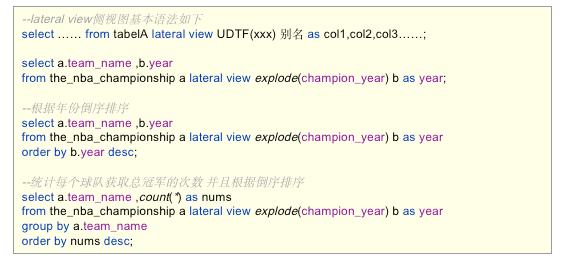 --lateral view侧视图基本语法如下
select …… from tabelA lateral view UDTF(xxx) 别名 as col1,col2,col3……;
select a.team_name ,b.year
from the_nba_championship a lateral view explode(champion_year) b as year;
--根据年份倒序排序
select a.team_name ,b.year
from the_nba_championship a lateral view explode(champion_year) b as year
order by b.year desc;
--统计每个球队获取总冠军的次数 并且根据倒序排序
select a.team_name ,count(*) as nums
from the_nba_championship a lateral view explode(champion_year) b as year
group by a.team_name
order by nums desc;